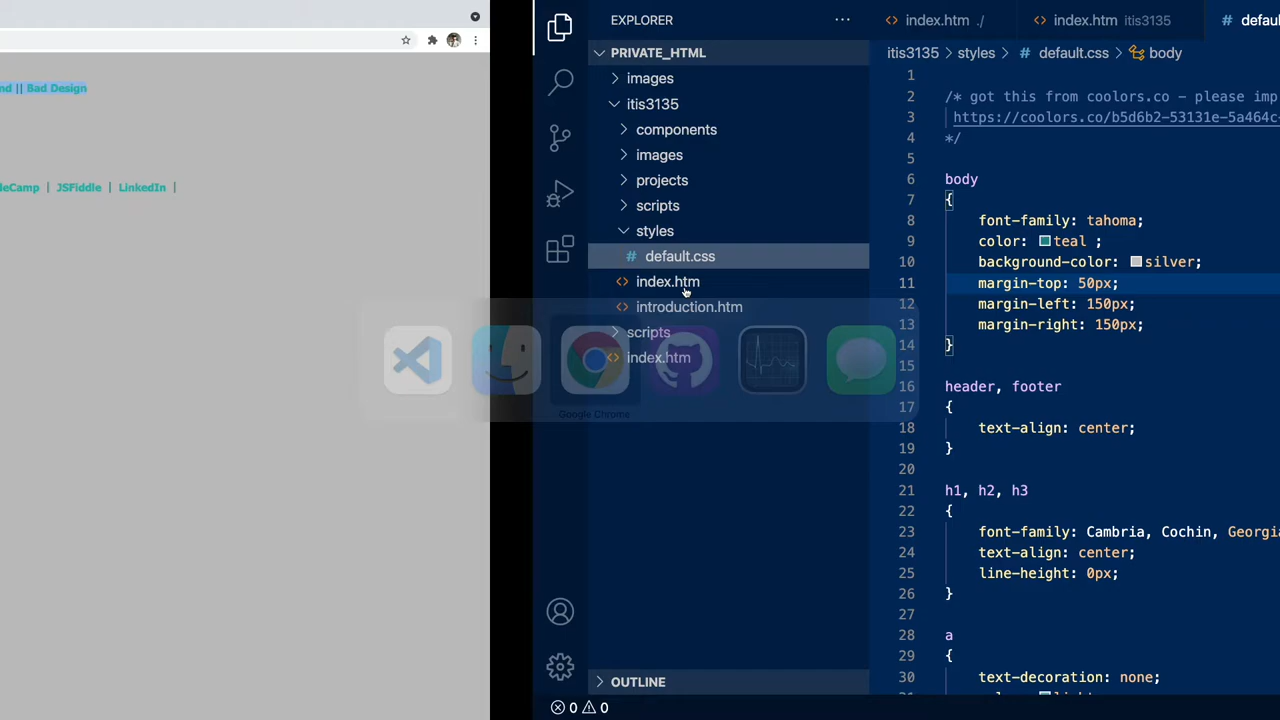 nd || Bad Design
deCamp | JSFiddle | LinkedIn |
EXPLORER
PRIVATE_HTML
images
itis3135
components
images
projects
scripts
styles
# default.css
<> index.htm
<> introduction.htm
scripts
<> index.htm
OUTLINE
0 0
Google Chrome
<> index.htm ./ <> index.htm itis3135 # defau
itis3135 > styles > # default.css > body
1
2 /* got this from coolors.co - please imp
3 https://coolors.co/b5d6b2-53131e-5a464c-
4 */
5
6 body
7 {
8 font-family: tahoma;
9 color: teal ;
10 background-color: silver;
11 margin-top: 50px;
12 margin-left: 150px;
13 margin-right: 150px;
14 }
15
16 header, footer
17 {
18 text-align: center;
19 }
20
21 h1, h2, h3
22 {
23 font-family: Cambria, Cochin, Georgia
24 text-align: center;
25 line-height: 0px;
26 }
27
28 a
29 {
30 text-decoration: none;